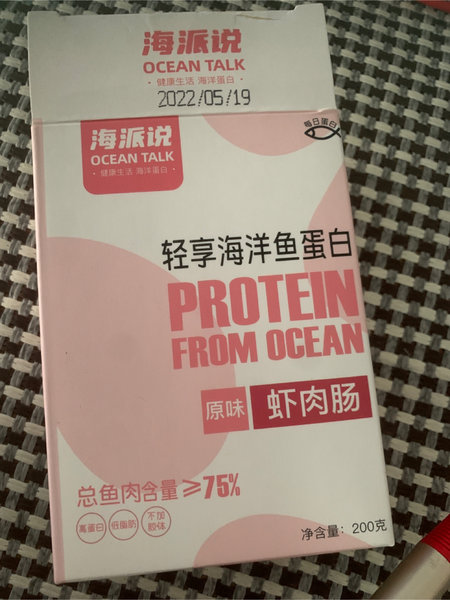 海派说
OCEAN TALK
· 健康生活 海洋蛋白 ·
2022/05/19
海派说
OCEAN TALK
· 健康生活 海洋蛋白 ·
每日蛋白
轻享海洋鱼蛋白
PROTEIN
FROM OCEAN
原味 虾肉肠
总鱼肉含量≥75%
高蛋白 低脂肪 不加胶体
净含量: 200克